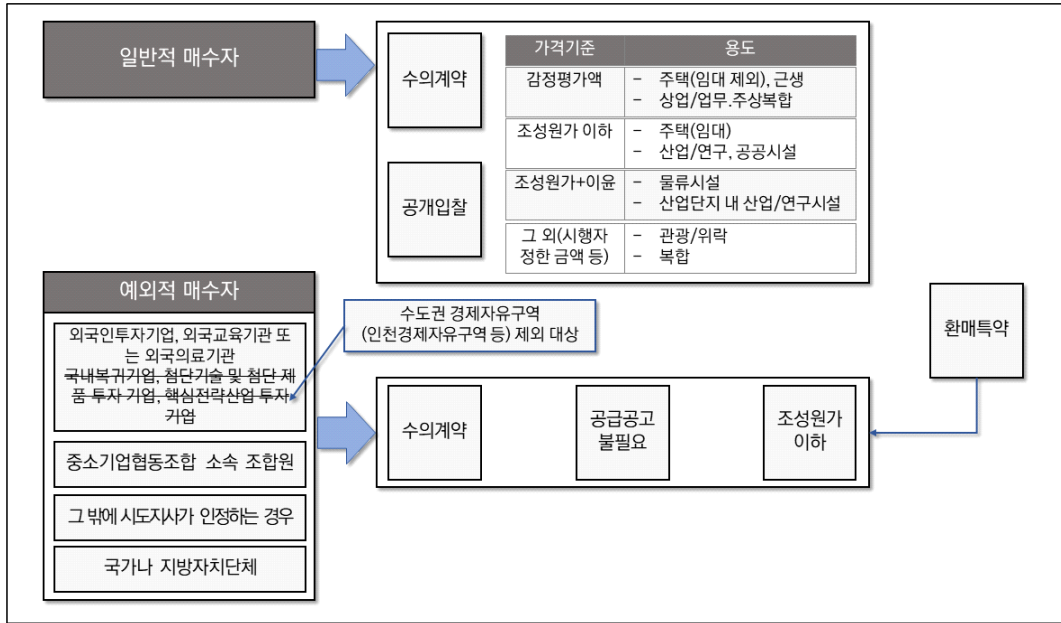 일반적 매수자
수의계약
공개입찰
가격기준 용도
감정평가액 - 주택(임대 제외), 근생
- 상업/업무.주상복합
조성원가 이하 - 주택(임대)
- 산업/연구, 공공시설
조성원가+이윤 - 물류시설
- 산업단지 내 산업/연구시설
그 외(시행자 - 관광/위락
정한 금액 등) - 복합
예외적 매수자
외국인투자기업, 외국교육기관 또
는 외국의료기관
국내복귀기업, 첨단기술 및 첨단 제
품 투자 기업, 핵심전략산업 투자
기업
중소기업협동조합 소속 조합원
그 밖에 시도지사가 인정하는 경우
국가나 지방자치단체
수도권 경제자유구역
(인천경제자유구역 등) 제외 대상
수의계약
공급공고
불필요
조성원가
이하
환매특약